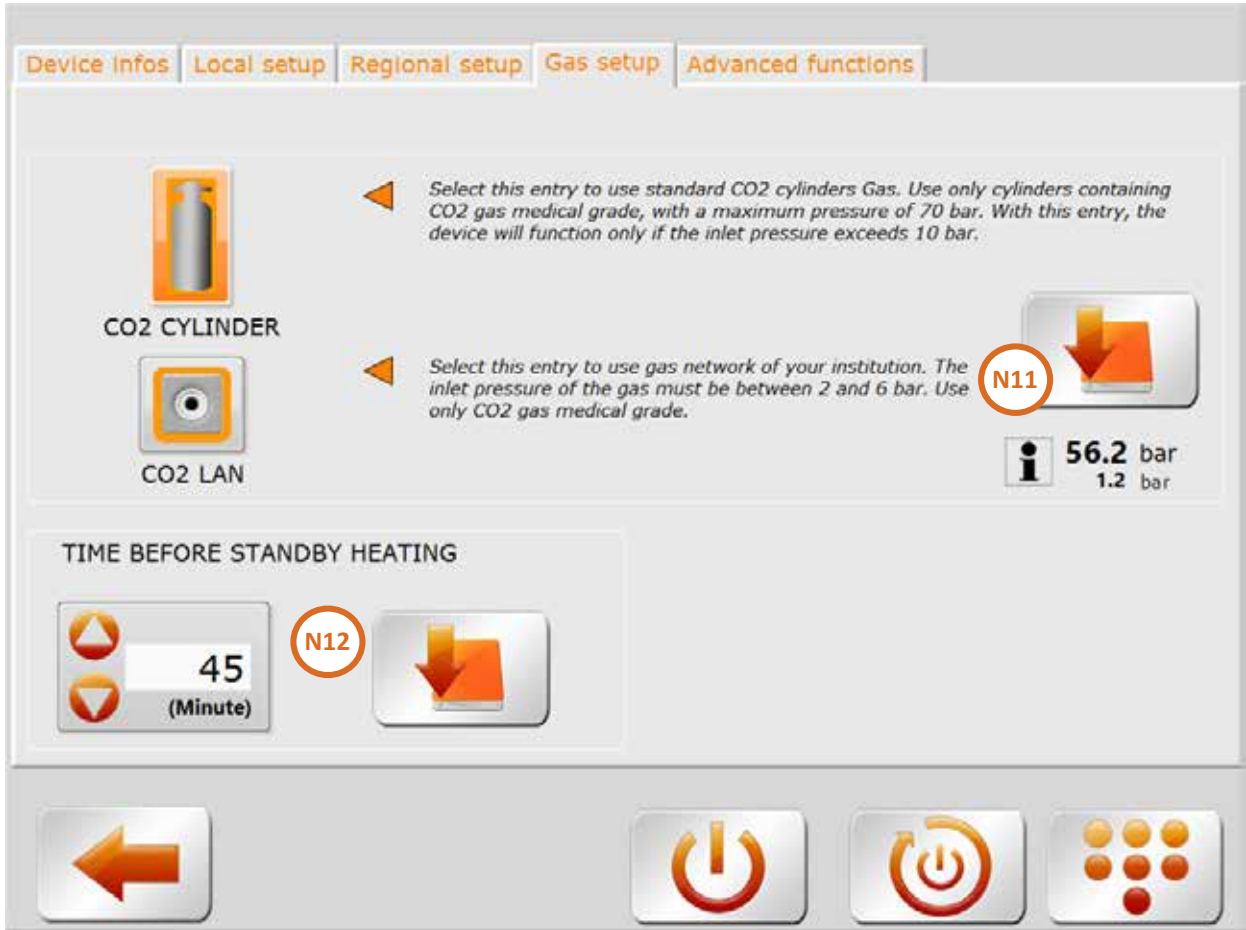 Device Infos Local setup Regional setup Gas setup Advanced functions
Select this entry to use standard CO2 cylinders Gas. Use only cylinders containing
CO2 gas medical grade, with a maximum pressure of 70 bar. With this entry, the
device will function only if the inlet pressure exceeds 10 bar.
CO2 CYLINDER
Select this entry to use gas network of your institution. The
inlet pressure of the gas must be between 2 and 6 bar. Use
only CO2 gas medical grade.
N11
CO2 LAN
56.2 bar
1.2 bar
TIME BEFORE STANDBY HEATING
45
(Minute)
N12